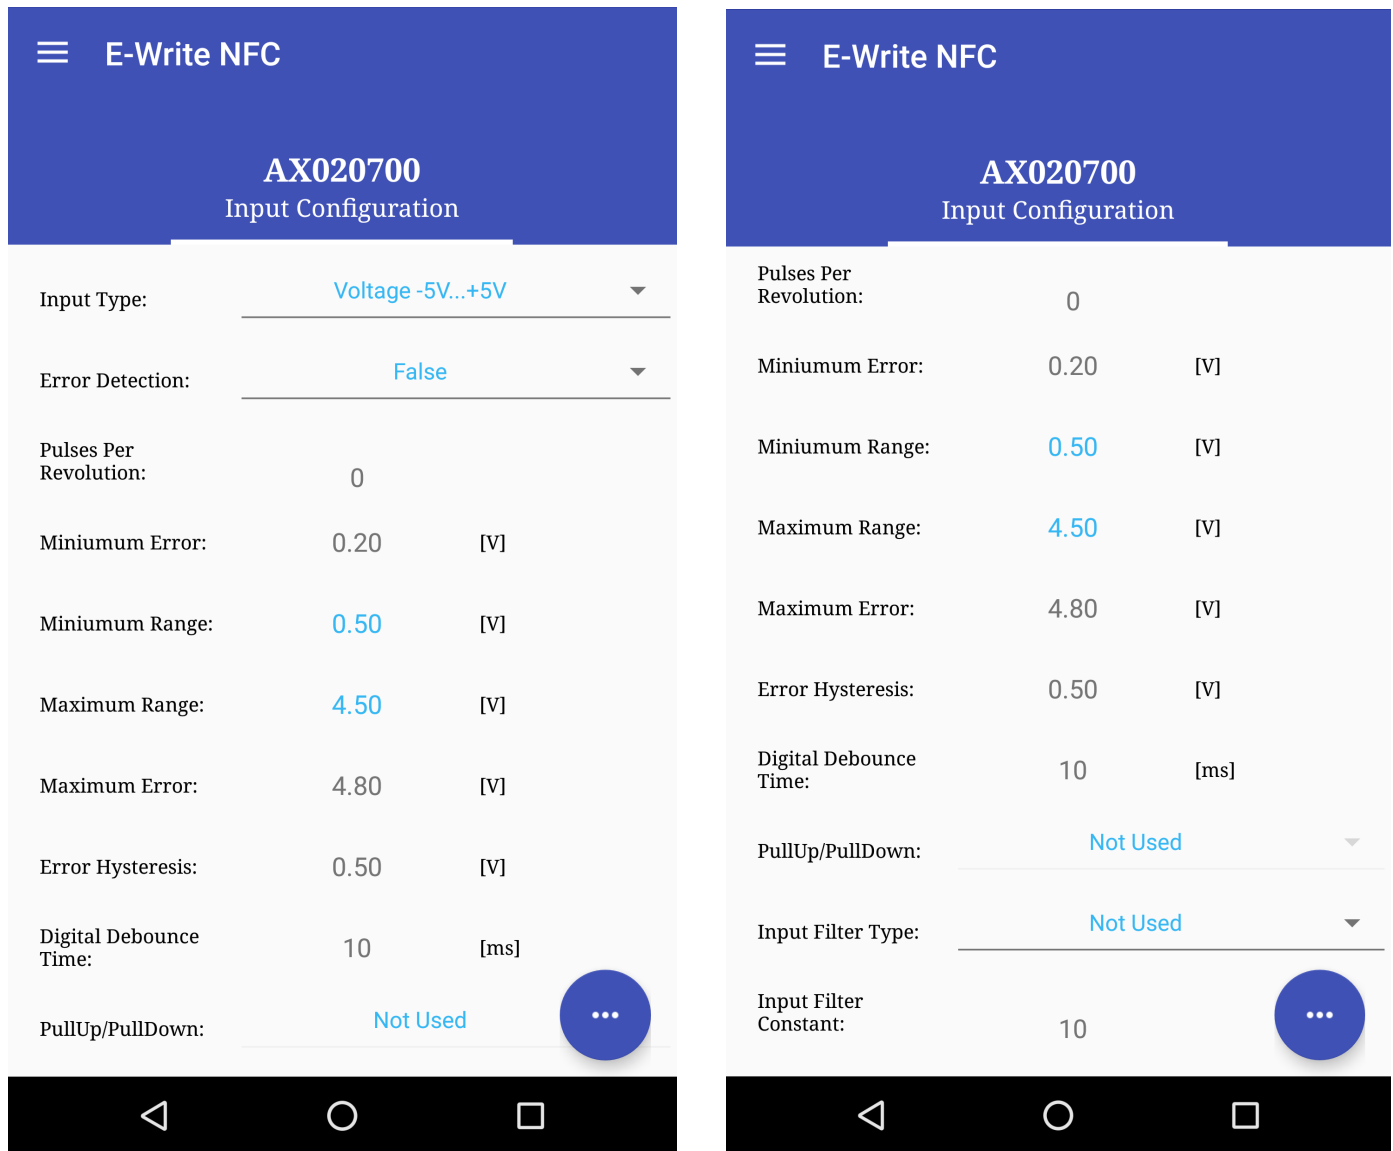 E-Write NFC
AX020700
Input Configuration
Input Type: Voltage -5V...+5V
Error Detection: False
Pulses Per
Revolution: 0
Miniumum Error: 0.20 [V]
Miniumum Range: 0.50 [V]
Maximum Range: 4.50 [V]
Maximum Error: 4.80 [V]
Error Hysteresis: 0.50 [V]
Digital Debounce
Time: 10 [ms]
PullUp/PullDown: Not Used
E-Write NFC
AX020700
Input Configuration
Pulses Per
Revolution: 0
Miniumum Error: 0.20 [V]
Miniumum Range: 0.50 [V]
Maximum Range: 4.50 [V]
Maximum Error: 4.80 [V]
Error Hysteresis: 0.50 [V]
Digital Debounce
Time: 10 [ms]
PullUp/PullDown: Not Used
Input Filter Type: Not Used
Input Filter
Constant: 10